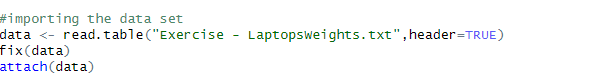 #importing the data set
data <- read.table("Exercise - LaptopsWeights.txt",header=TRUE)
fix(data)
attach(data)